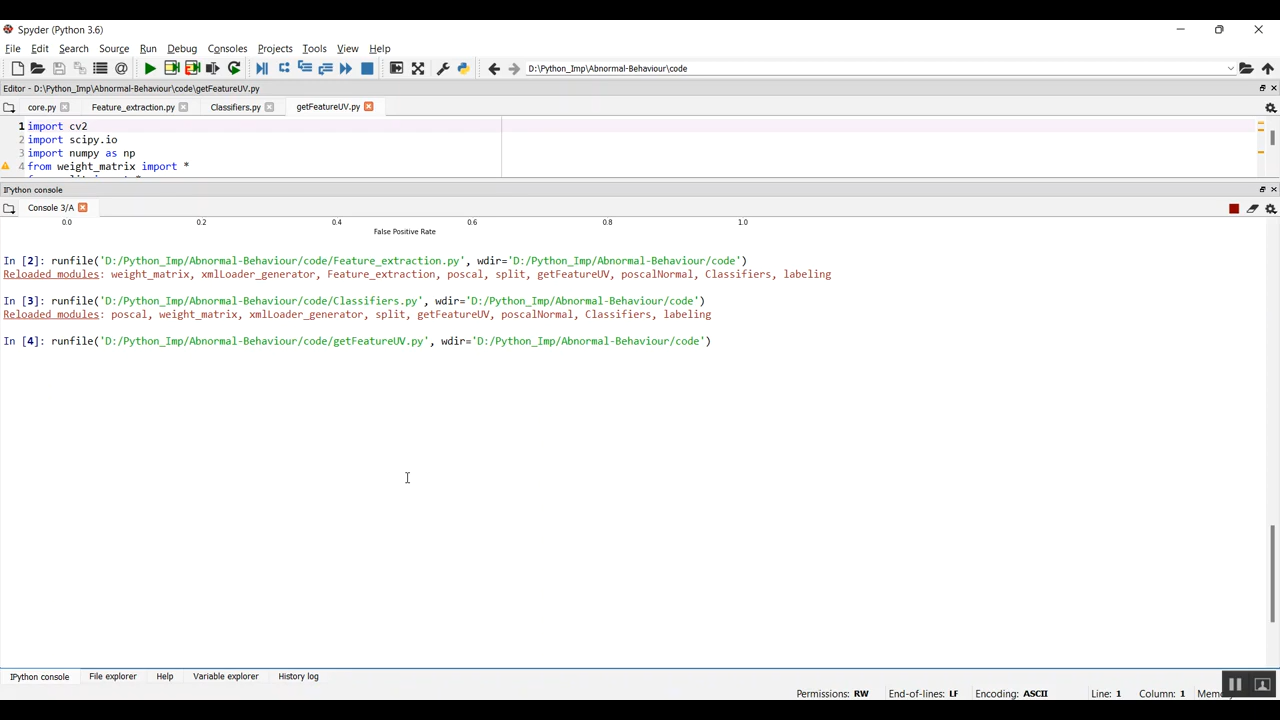 Spyder (Python 3.6)
File Edit Search Source Run Debug Consoles Projects Tools View Help
D:\Python_Imp\Abnormal-Behaviour\code
Editor - D:\Python_Imp\Abnormal-Behaviour\code\getFeatureUV.py
core.py Feature_extraction.py Classifiers.py getFeatureUV.py
1 import cv2
2 import scipy.io
3 import numpy as np
4 from weight_matrix import *
IPython console
Console 3/A
0.0 0.2 0.4 0.6 0.8 1.0
False Positive Rate
In [2]: runfile('D:/Python_Imp/Abnormal-Behaviour/code/Feature_extraction.py', wdir='D:/Python_Imp/Abnormal-Behaviour/code')
Reloaded modules: weight_matrix, xmlLoader_generator, Feature_extraction, poscal, split, getFeatureUV, poscalNormal, Classifiers, labeling
In [3]: runfile('D:/Python_Imp/Abnormal-Behaviour/code/Classifiers.py', wdir='D:/Python_Imp/Abnormal-Behaviour/code')
Reloaded modules: poscal, weight_matrix, xmlLoader_generator, split, getFeatureUV, poscalNormal, Classifiers, labeling
In [4]: runfile('D:/Python_Imp/Abnormal-Behaviour/code/getFeatureUV.py', wdir='D:/Python_Imp/Abnormal-Behaviour/code')
IPython console File explorer Help Variable explorer History log
Permissions: RW End-of-lines: LF Encoding: ASCII Line: 1 Column: 1